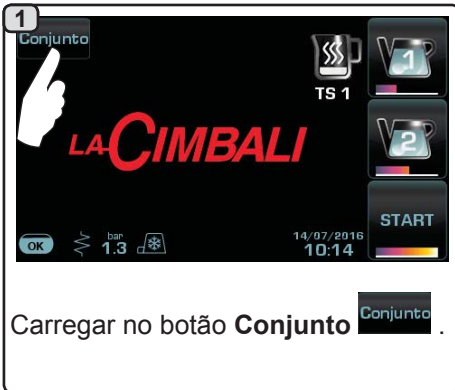 1
Conjunto
TS 1
1
LA CIMBALI
2
START
OK
bar
1.3
14/07/2016
10:14
Carregar no botão Conjunto Conjunto .